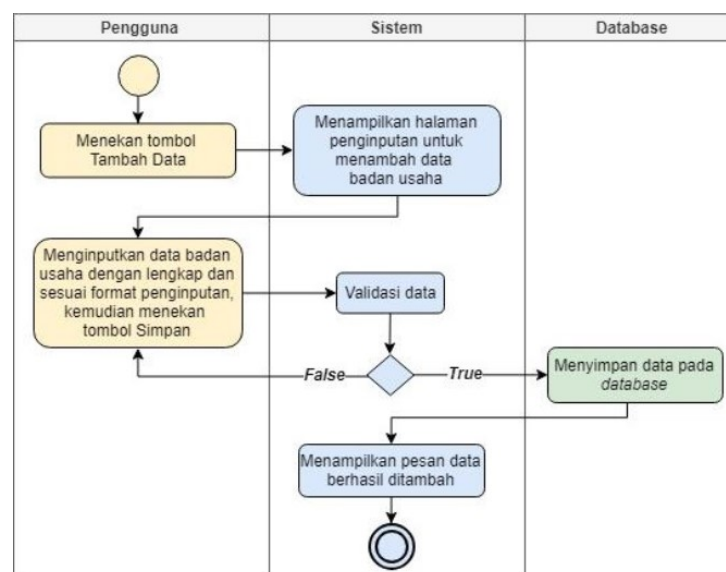 Pengguna
Sistem
Database
Menekan tombol
Tambah Data
Menampilkan halaman
penginputan untuk
menambah data
badan usaha
Menginputkan data badan
usaha dengan lengkap dan
sesuai format penginputan,
kemudian menekan
tombol Simpan
Validasi data
False
True
Menyimpan data pada
database
Menampilkan pesan data
berhasil ditambah